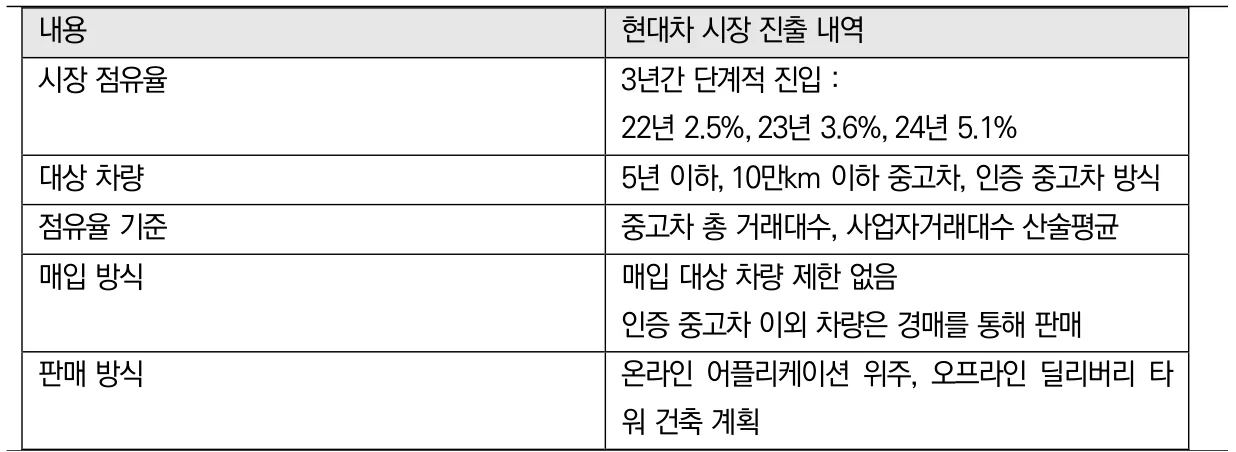 내용
현대차 시장 진출 내역
시장 점유율
3년간 단계적 진입 :
22년 2.5%, 23년 3.6%, 24년 5.1%
대상 차량
5년 이하, 10만km 이하 중고차, 인증 중고차 방식
점유율 기준
중고차 총 거래대수, 사업자거래대수 산술평균
매입 방식
매입 대상 차량 제한 없음
인증 중고차 이외 차량은 경매를 통해 판매
판매 방식
온라인 어플리케이션 위주, 오프라인 딜리버리 타
워 건축 계획